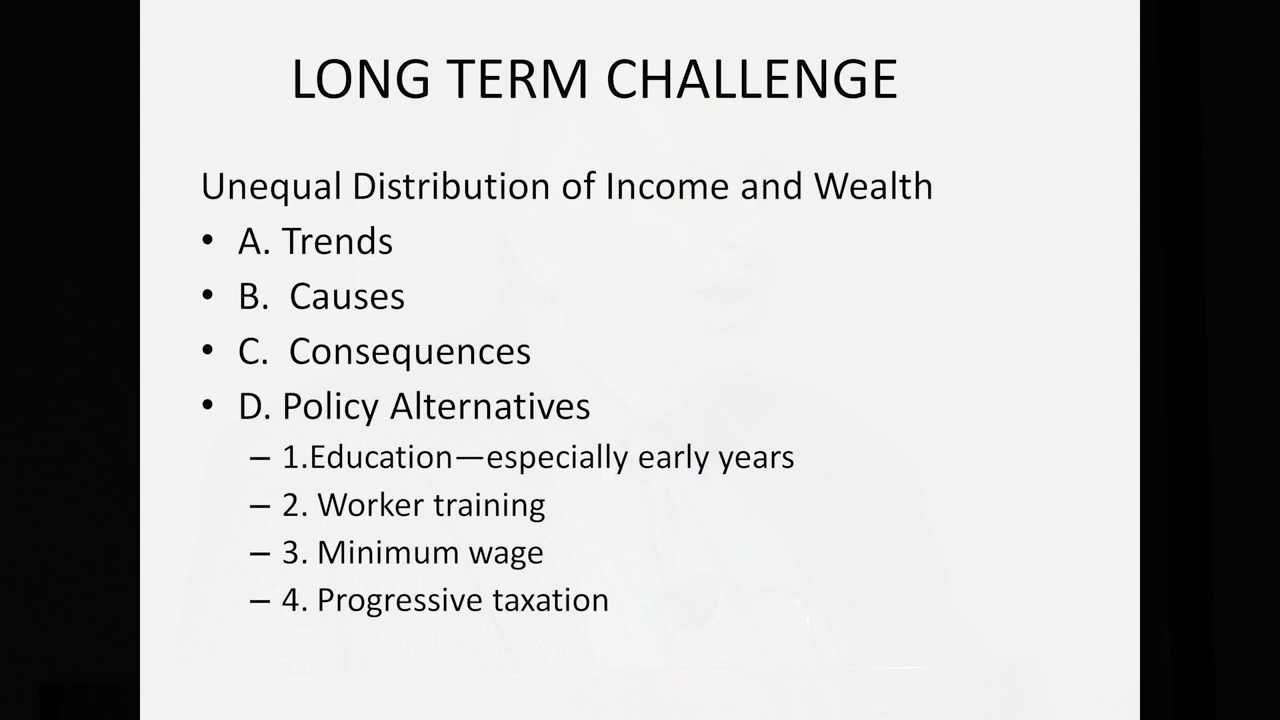 LONG TERM CHALLENGE
Unequal Distribution of Income and Wealth
• A. Trends
• B.  Causes
• C.  Consequences
• D. Policy Alternatives
– 1.Education—especially early years
– 2. Worker training
– 3. Minimum wage
– 4. Progressive taxation